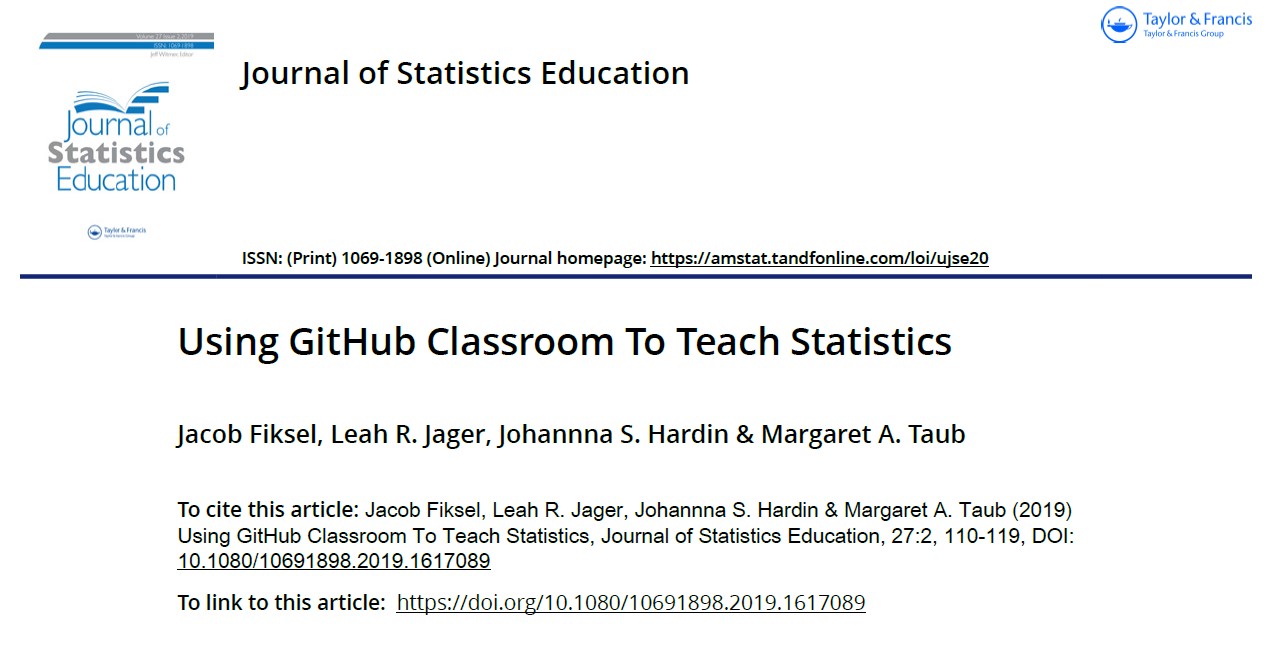 Taylor & Francis
Taylor & Francis Group
Volume 27 Issue 2 2019
ISSN: 1069-1898
Jeff Witmer, Editor
Journal of Statistics Education
Journal of
Statistics
Education
Taylor & Francis
Taylor & Francis Group
ISSN: (Print) 1069-1898 (Online) Journal homepage: https://amstat.tandfonline.com/loi/ujse20
Using GitHub Classroom To Teach Statistics
Jacob Fiksel, Leah R. Jager, Johannna S. Hardin & Margaret A. Taub
To cite this article: Jacob Fiksel, Leah R. Jager, Johannna S. Hardin & Margaret A. Taub (2019)
Using GitHub Classroom To Teach Statistics, Journal of Statistics Education, 27:2, 110-119, DOI:
10.1080/10691898.2019.1617089
To link to this article: https://doi.org/10.1080/10691898.2019.1617089